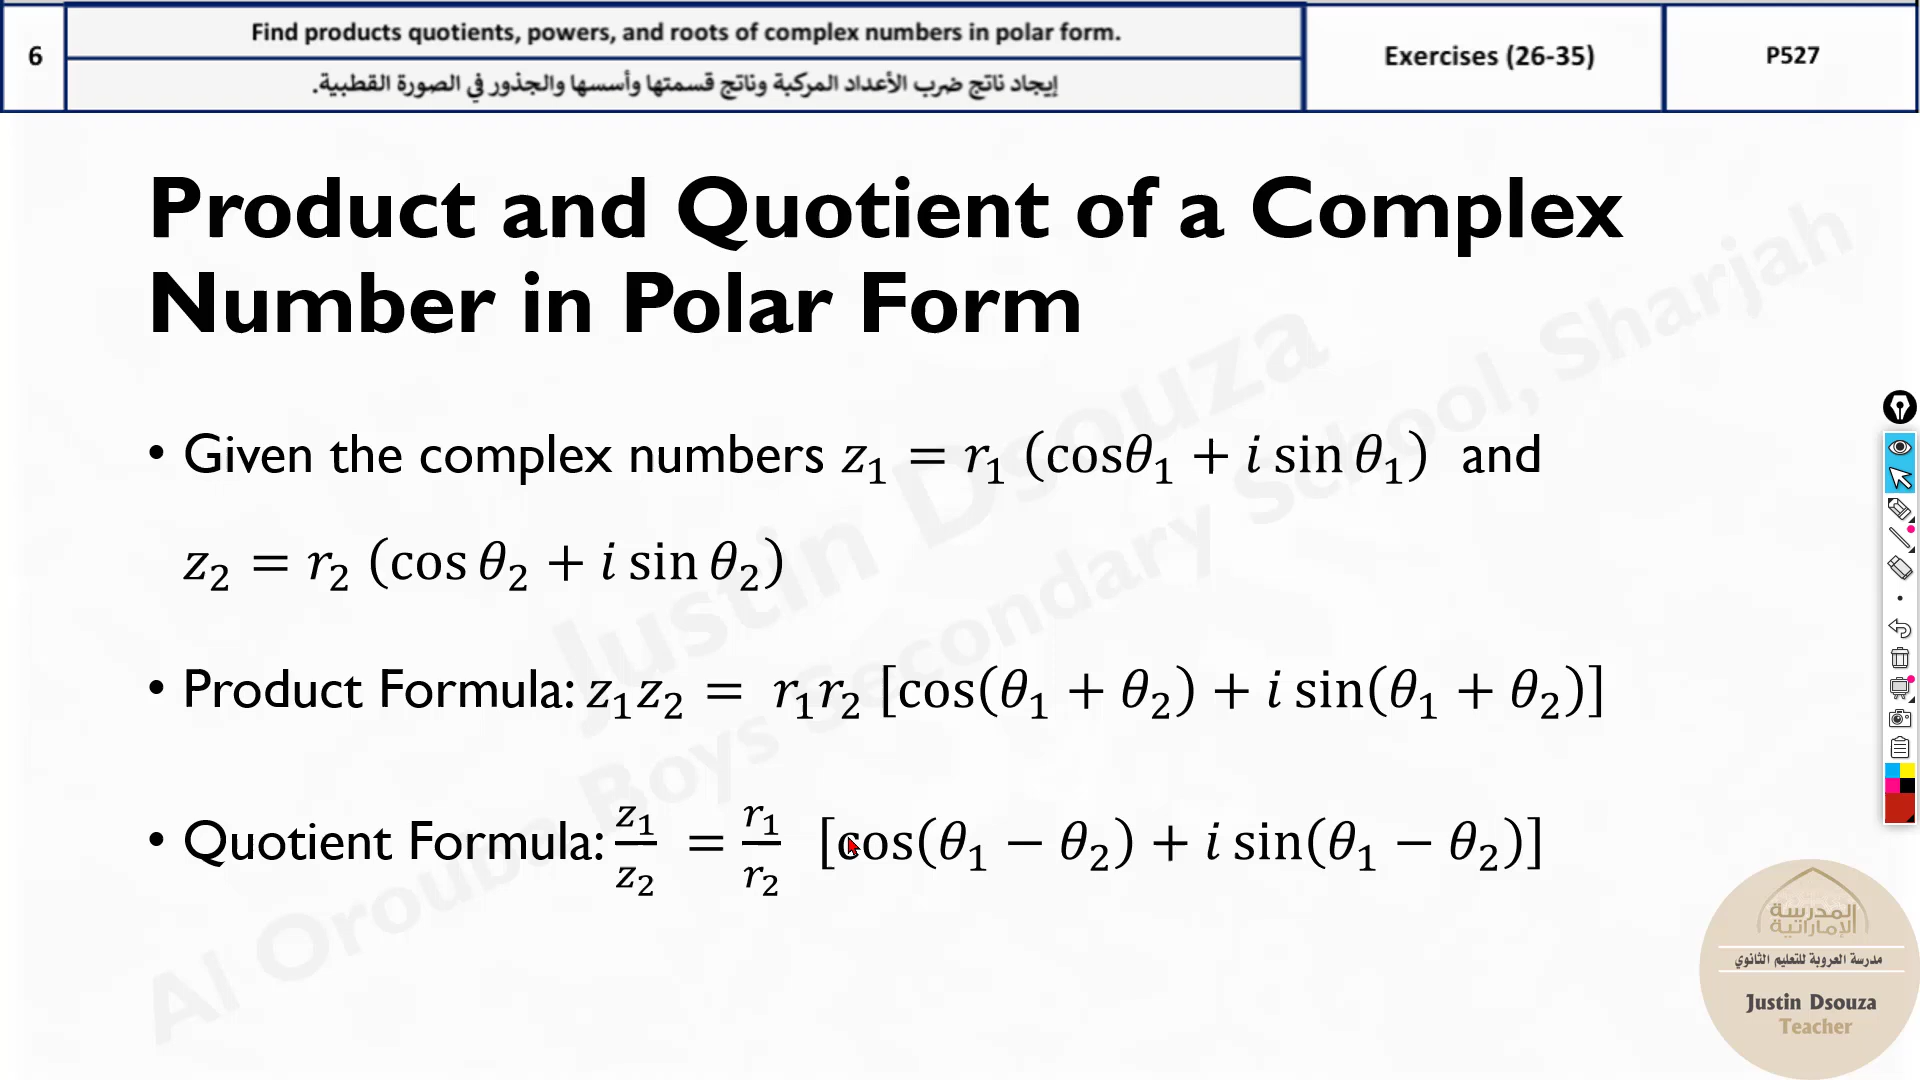 6
Find products quotients, powers, and roots of complex numbers in polar form.
إيجاد ناتج ضرب الأعداد المركبة وناتج قسمتها وأسسها والجذور في الصورة القطبية.
Exercises (26-35)
P527
Product and Quotient of a Complex
Number in Polar Form
• Given the complex numbers z₁ = r₁ (cosθ₁ + i sin θ₁) and
z₂ = r₂ (cos θ₂ + i sin θ₂)
• Product Formula: z₁z₂ = r₁r₂ [cos(θ₁ + θ₂) + i sin(θ₁ + θ₂)]
• Quotient Formula: z₁/z₂ = r₁/r₂ [cos(θ₁ − θ₂) + i sin(θ₁ − θ₂)]
Justin Dsouza
Al Orouba Boys Secondary School, Sharjah
المدرسة
الإماراتية
مدرسة العروبة للتعليم الثانوي
Justin Dsouza
Teacher